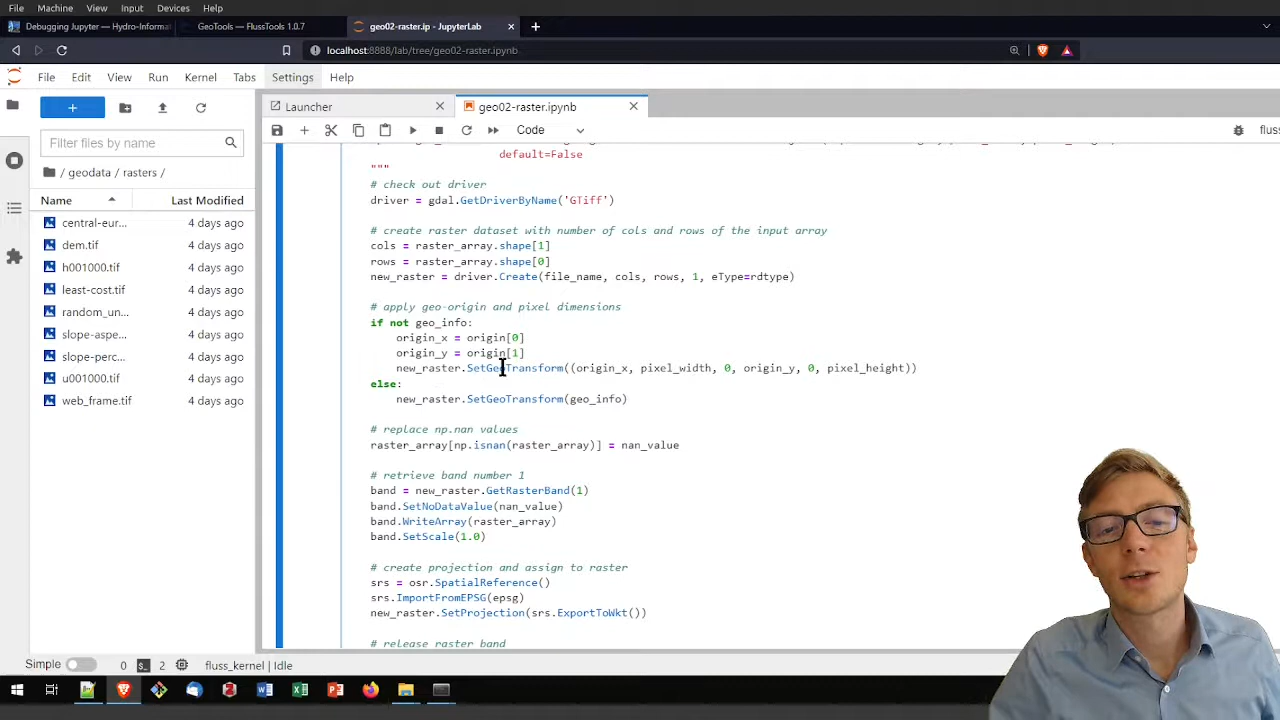 File Machine View Input Devices Help
Debugging Jupyter — Hydro-Informat
GeoTools — FlussTools 1.0.7
geo02-raster.ip - JupyterLab
localhost:8888/lab/tree/geo02-raster.ipynb
File Edit View Run Kernel Tabs Settings Help
Launcher
geo02-raster.ipynb
Code
fluss
Filter files by name
/ geodata / rasters /
Name Last Modified
central-eur... 4 days ago
dem.tif 4 days ago
h001000.tif 4 days ago
least-cost.tif 4 days ago
random_un... 4 days ago
slope-aspe... 4 days ago
slope-perc... 4 days ago
u001000.tif 4 days ago
web_frame.tif 4 days ago
default=False
"""
# check out driver
driver = gdal.GetDriverByName('GTiff')
# create raster dataset with number of cols and rows of the input array
cols = raster_array.shape[1]
rows = raster_array.shape[0]
new_raster = driver.Create(file_name, cols, rows, 1, eType=rdtype)
# apply geo-origin and pixel dimensions
if not geo_info:
origin_x = origin[0]
origin_y = origin[1]
new_raster.SetGeoTransform((origin_x, pixel_width, 0, origin_y, 0, pixel_height))
else:
new_raster.SetGeoTransform(geo_info)
# replace np.nan values
raster_array[np.isnan(raster_array)] = nan_value
# retrieve band number 1
band = new_raster.GetRasterBand(1)
band.SetNoDataValue(nan_value)
band.WriteArray(raster_array)
band.SetScale(1.0)
# create projection and assign to raster
srs = osr.SpatialReference()
srs.ImportFromEPSG(epsg)
new_raster.SetProjection(srs.ExportToWkt())
# release raster band
Simple 0 2 fluss_kernel | Idle